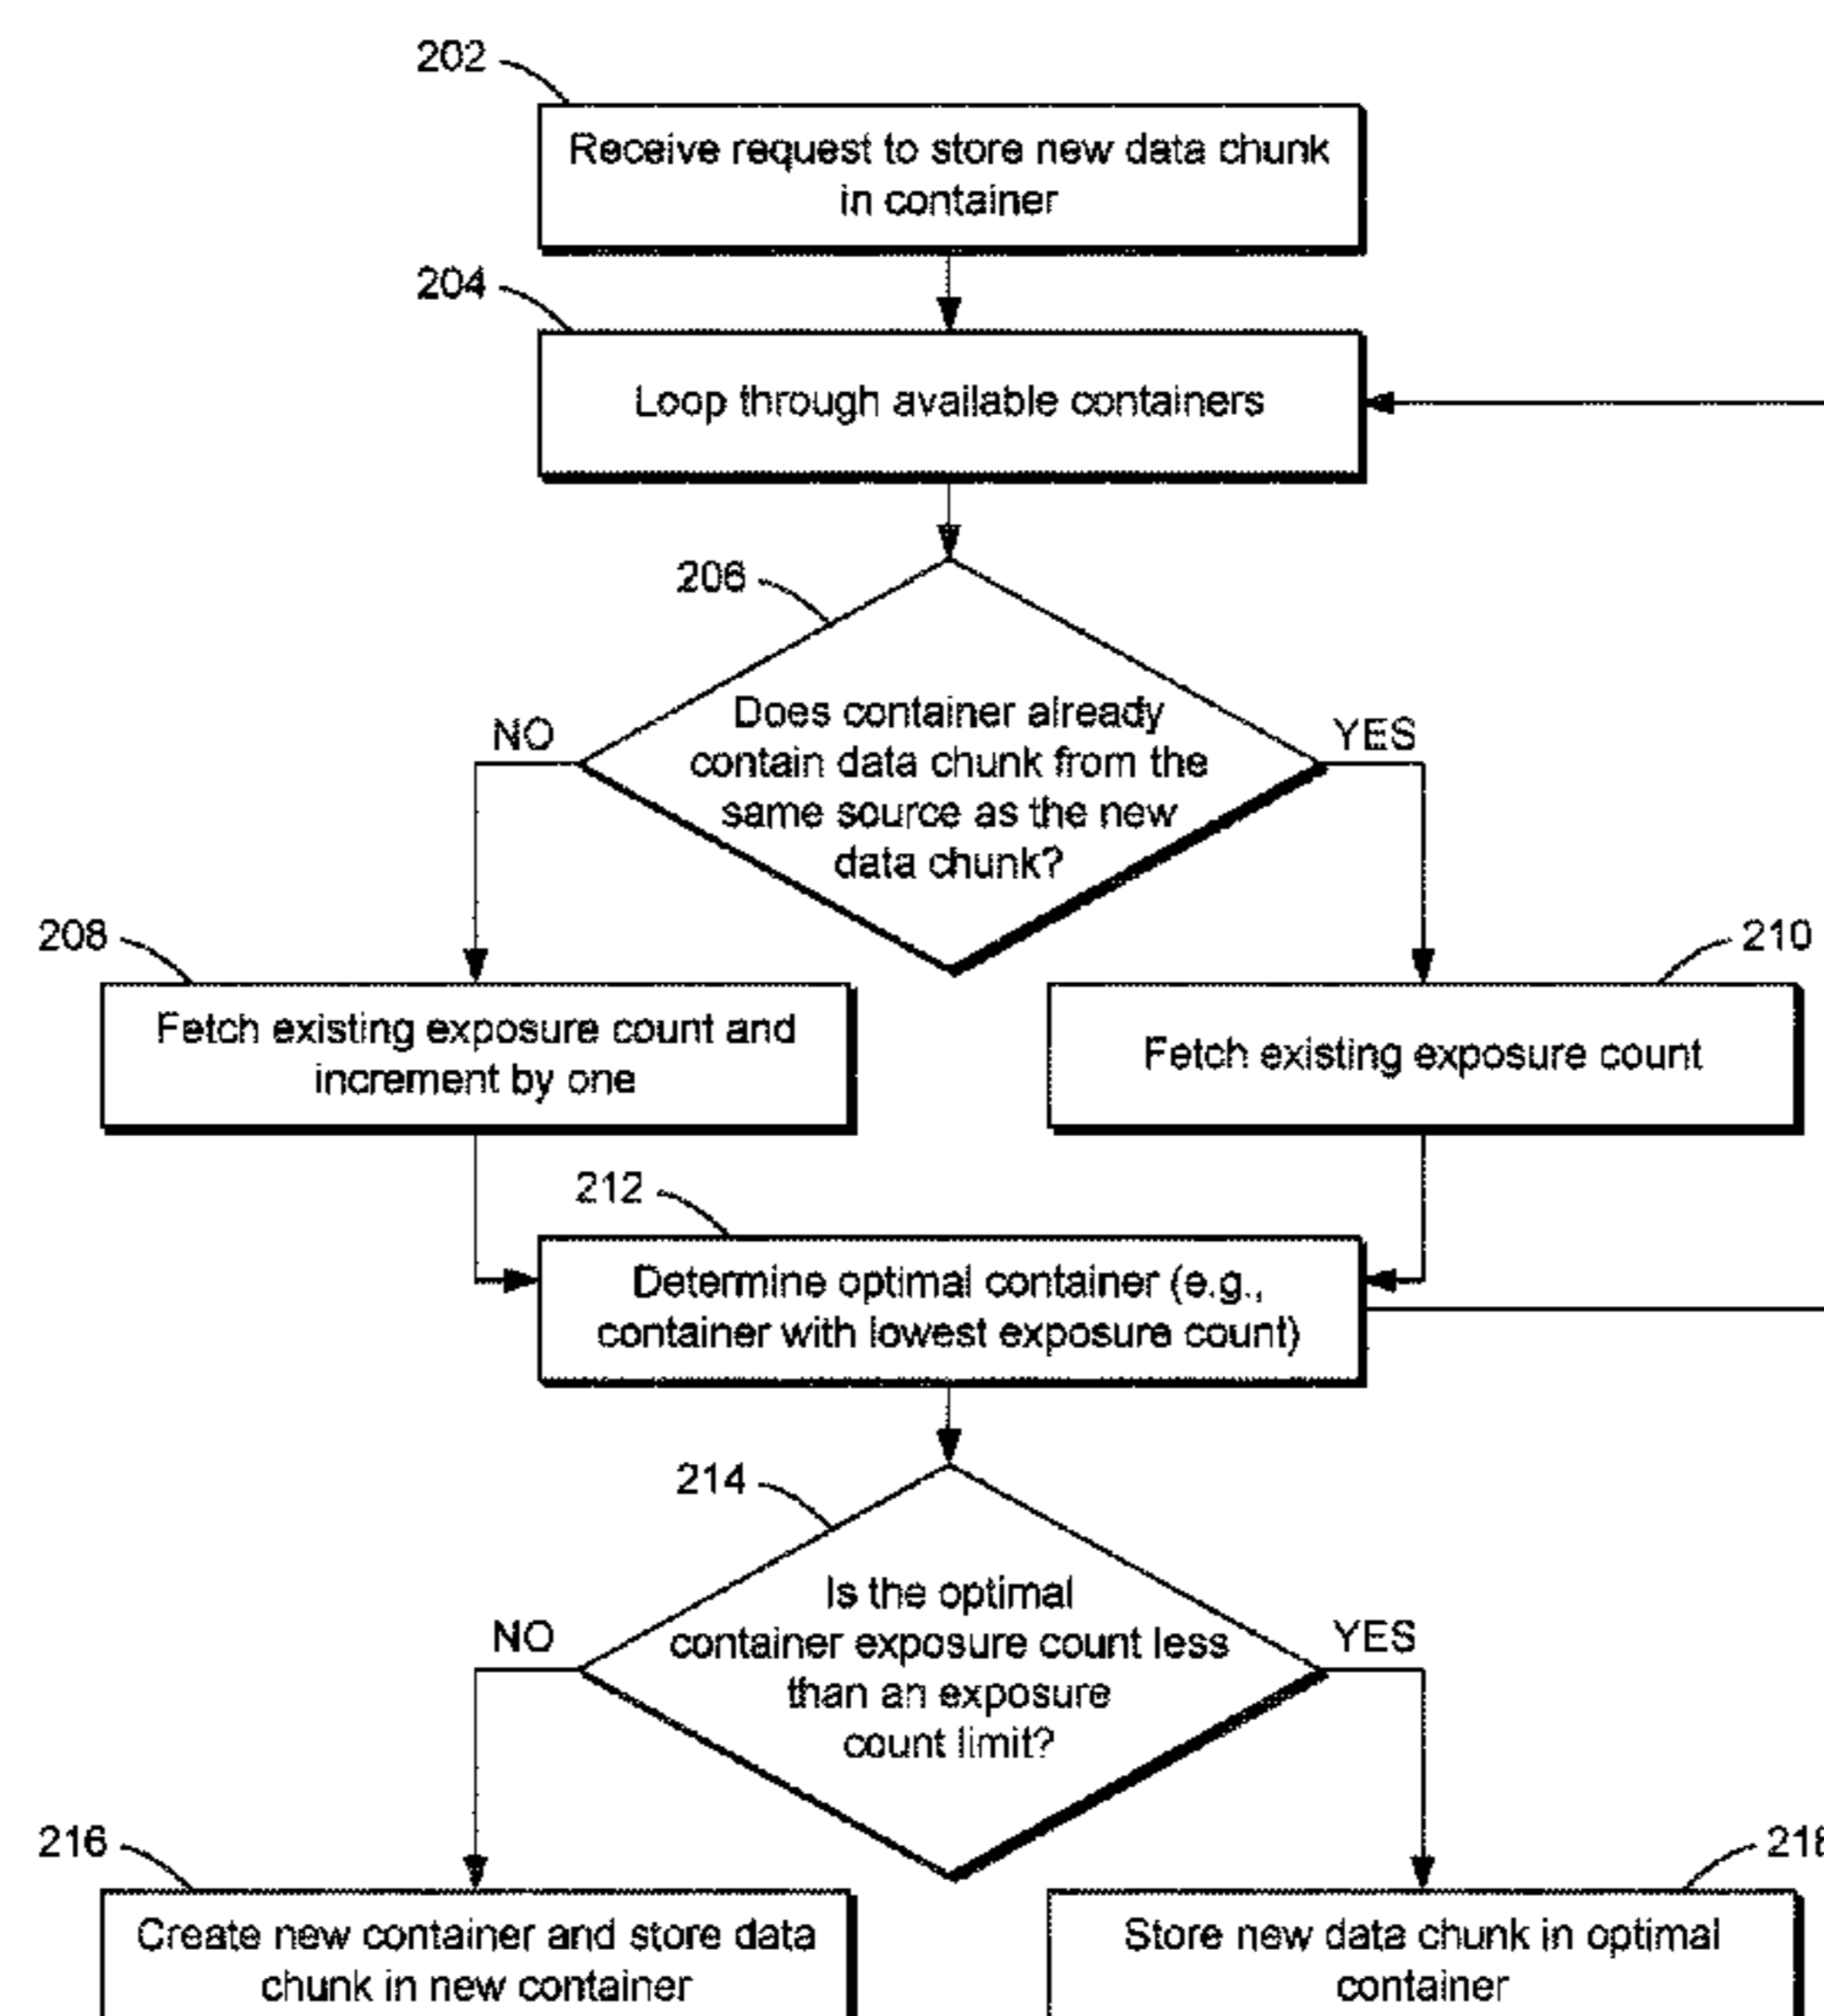 202
Receive request to store new data chunk
in container
204
Loop through available containers
206
Does container already
contain data chunk from the
same source as the new
data chunk?
NO
YES
208
Fetch existing exposure count and
increment by one
210
Fetch existing exposure count
212
Determine optimal container (e.g.,
container with lowest exposure count)
214
Is the optimal
container exposure count less
than an exposure
count limit?
NO
YES
216
Create new container and store data
chunk in new container
218
Store new data chunk in optimal
container